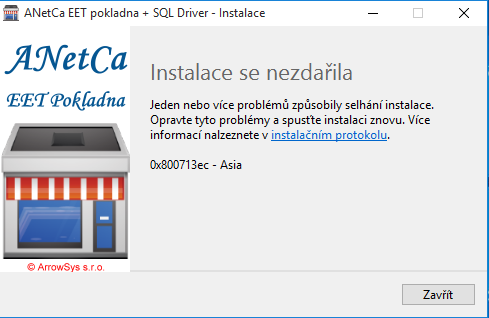 ANetCa EET pokladna + SQL Driver - Instalace
ANetCa
EET Pokladna
© ArrowSys s.r.o.
Instalace se nezdařila
Jeden nebo více problémů způsobily selhání instalace.
Opravte tyto problémy a spusťte instalaci znovu. Více
informací nalzeznete v instalačním protokolu.
0x800713ec - Asia
Zavřít